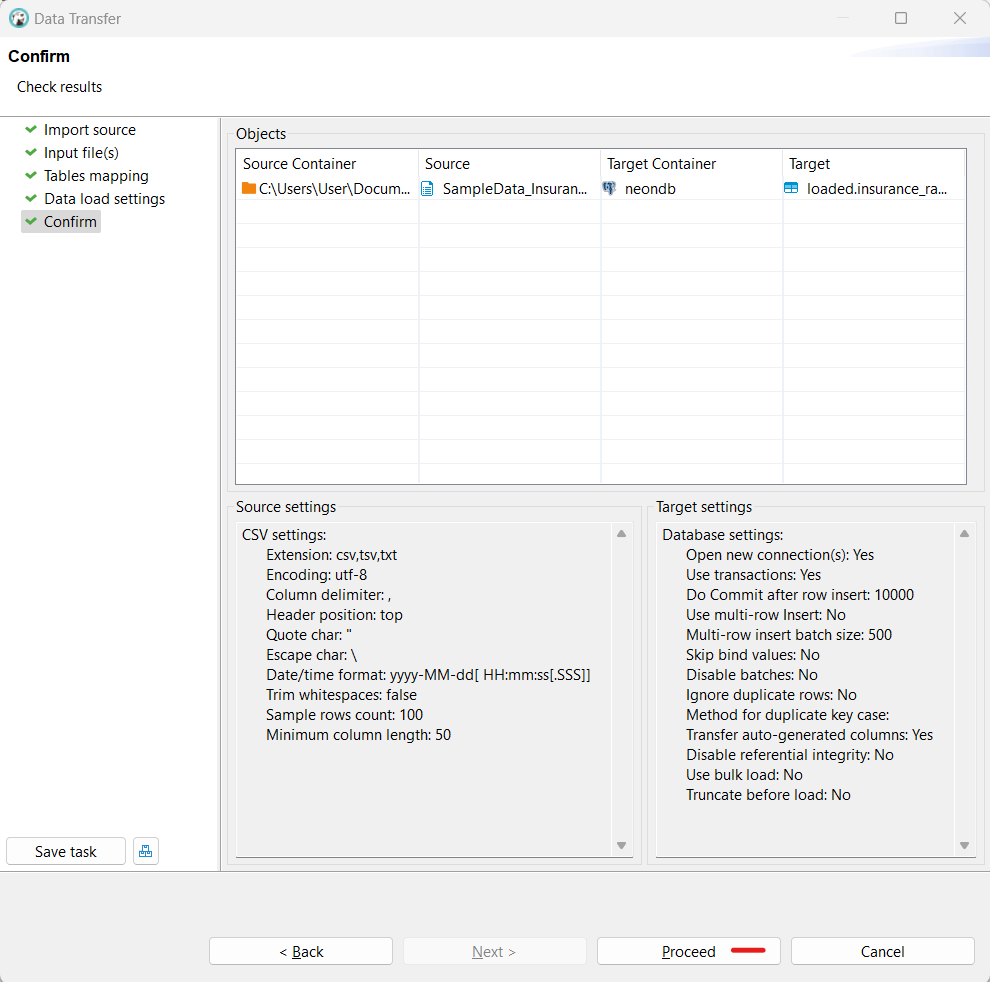 Data Transfer
Confirm
Check results
Import source
Input file(s)
Tables mapping
Data load settings
Confirm
Objects
Source Container Source Target Container Target
C:\Users\User\Docum... SampleData_Insuran... neondb loaded.insurance_ra...
Source settings
CSV settings:
Extension: csv,tsv,txt
Encoding: utf-8
Column delimiter: ,
Header position: top
Quote char: "
Escape char: \
Date/time format: yyyy-MM-dd[ HH:mm:ss[.SSS]]
Trim whitespaces: false
Sample rows count: 100
Minimum column length: 50
Target settings
Database settings:
Open new connection(s): Yes
Use transactions: Yes
Do Commit after row insert: 10000
Use multi-row Insert: No
Multi-row insert batch size: 500
Skip bind values: No
Disable batches: No
Ignore duplicate rows: No
Method for duplicate key case:
Transfer auto-generated columns: Yes
Disable referential integrity: No
Use bulk load: No
Truncate before load: No
Save task
< Back Next > Proceed Cancel